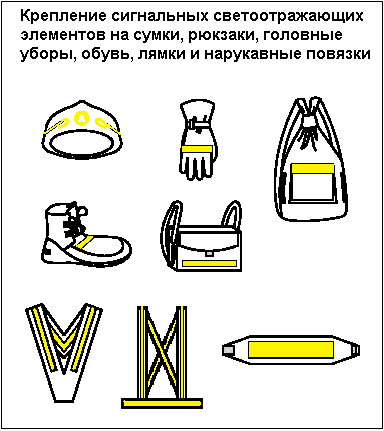 Крепление сигнальных светоотражающих
элементов на сумки, рюкзаки, головные
уборы, обувь, лямки и нарукавные повязки